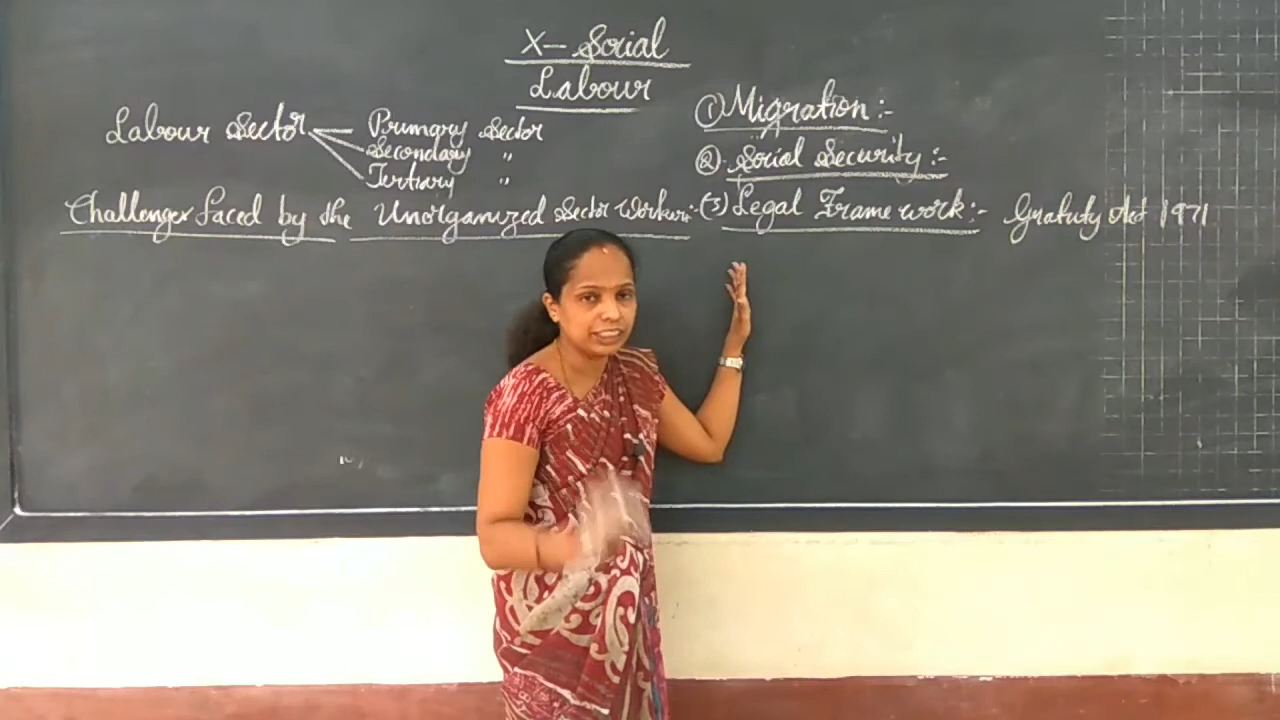 X- Social
Labour
Labour Sector
Primary Sector
Secondary "
Tertiary "
Challenges faced by the Unorganized Sector Workers:-
(1) Migration:-
(2) Social Security:-
(3) Legal Frame work:- Gratuty Act 1971